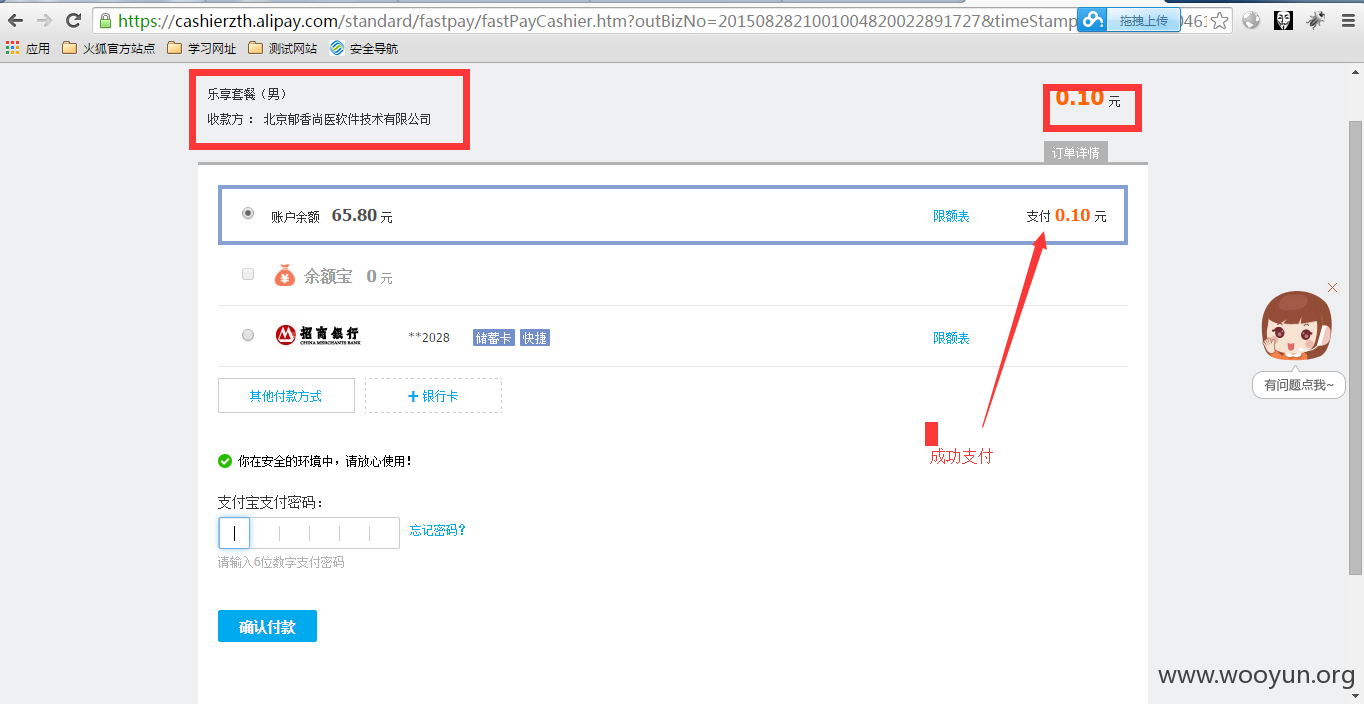 https://cashierzth.alipay.com/standard/fastpay/fastPayCashier.htm?outBizNo=2015082821001004820022891727&timeStamp
拖拽上传
0461
应用 火狐官方站点 学习网址 测试网站 安全导航
乐享套餐（男）
0.10 元
收款方： 北京郁香尚医软件技术有限公司
订单详情
账户余额 65.80 元 限额表 支付 0.10 元
余额宝 0 元
招商银行 CHINA MERCHANTS BANK **2028 储蓄卡 快捷 限额表
其他付款方式 + 银行卡
有问题点我~
成功支付
你在安全的环境中，请放心使用！
支付宝支付密码：
忘记密码？
请输入6位数字支付密码
确认付款
www.wooyun.org